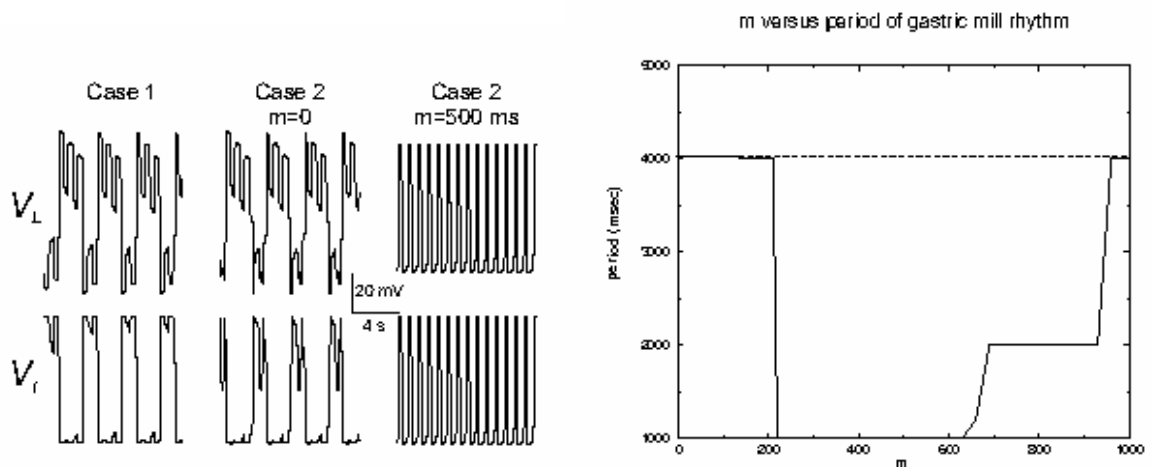 m versus period of gastric mill rhythm
Case 1
Case 2
m=0
Case 2
m=500 ms
V
V
20 mV
4 s
period (msec)
5000
4000
3000
2000
1000
0
200
400
600
800
1000
m